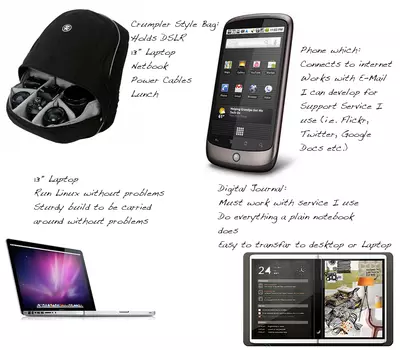 Crumpler Style Bag:
Holds DSLR
13" Laptop
Netbook
Power Cables
Lunch
Phone which:
Connects to internet
Works with E-Mail
I can develop for
Support Service I
use (i.e. Flickr,
Twitter, Google
Docs etc)
13" Laptop
Run Linux without problems
Sturdy build to be carried
around without problems
Digital Journal:
Must work with service I use
Do everything a plain notebook
does
Easy to transfur to desktop or Laptop
24